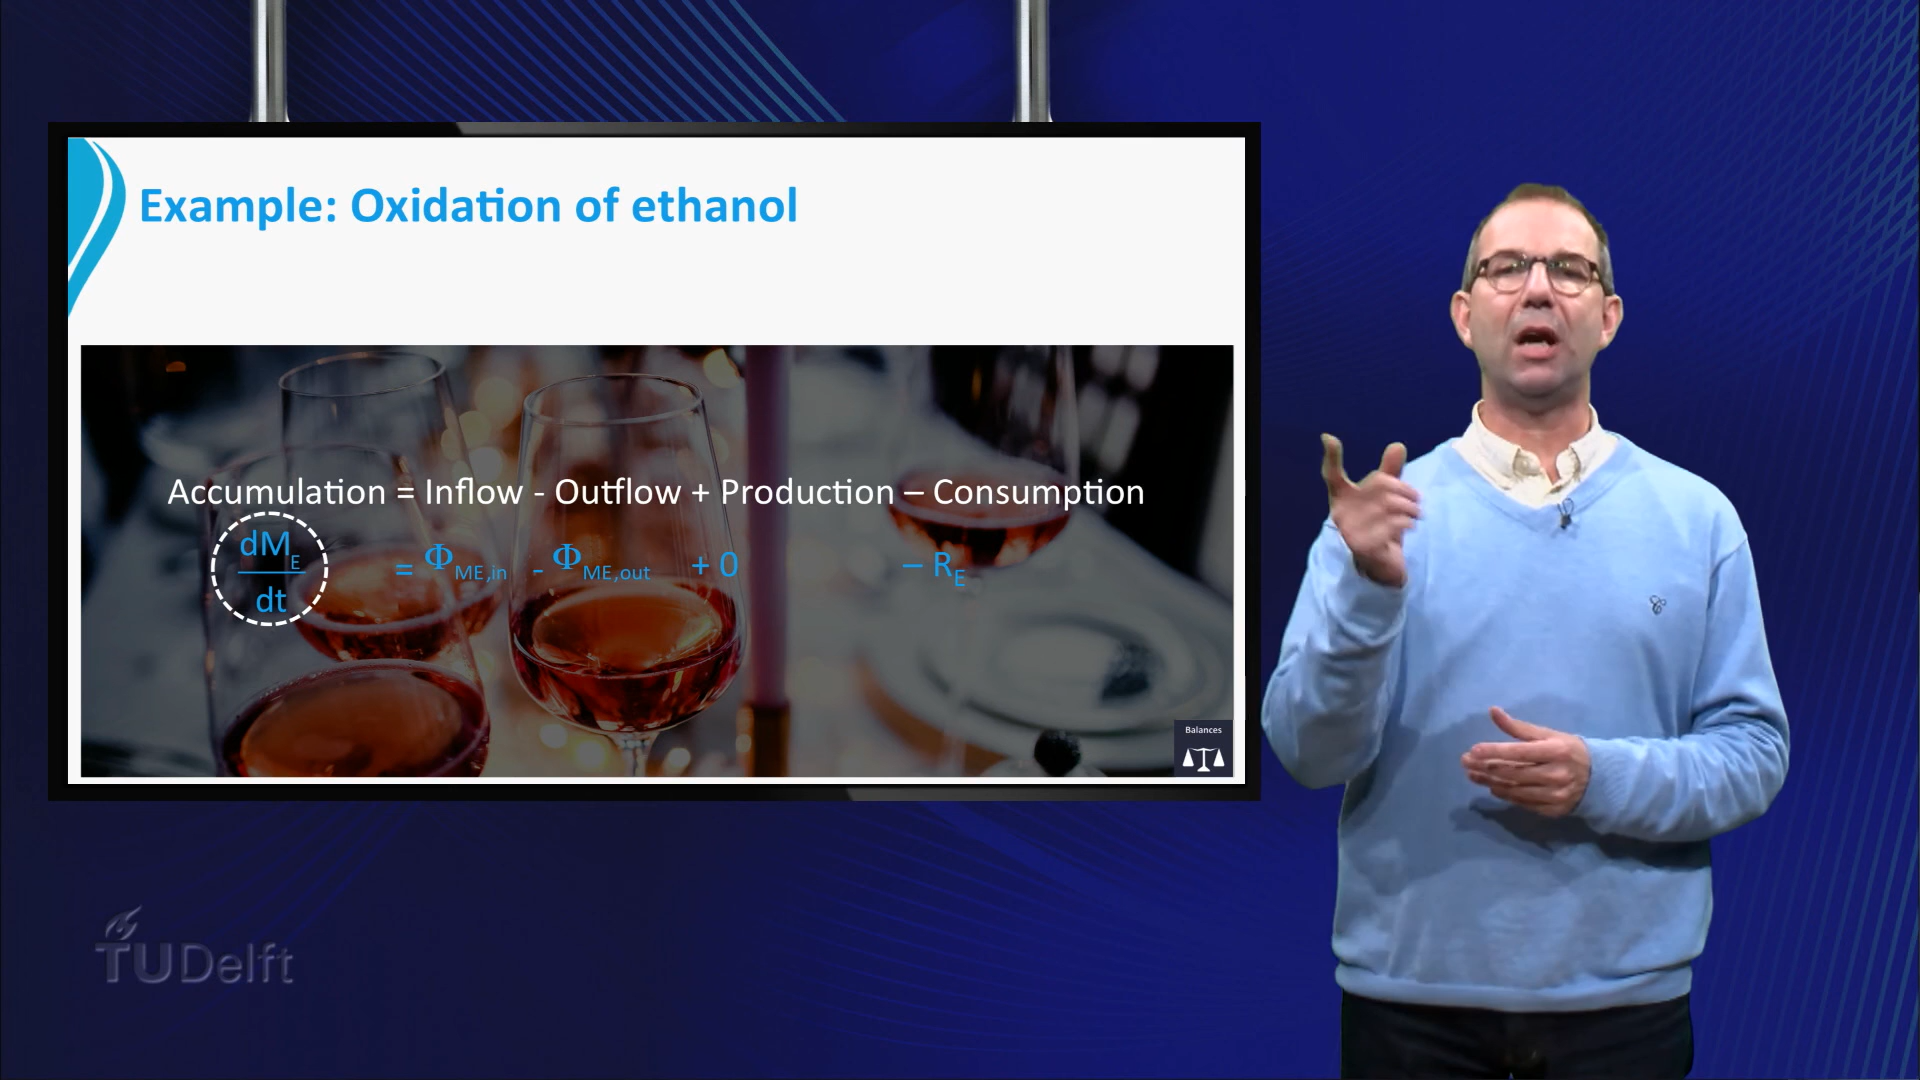 Example: Oxidation of ethanol
Accumulation = Inflow - Outflow + Production – Consumption
dM_E/dt = Φ_ME,in - Φ_ME,out + 0 – R_E
Balances
TUDelft